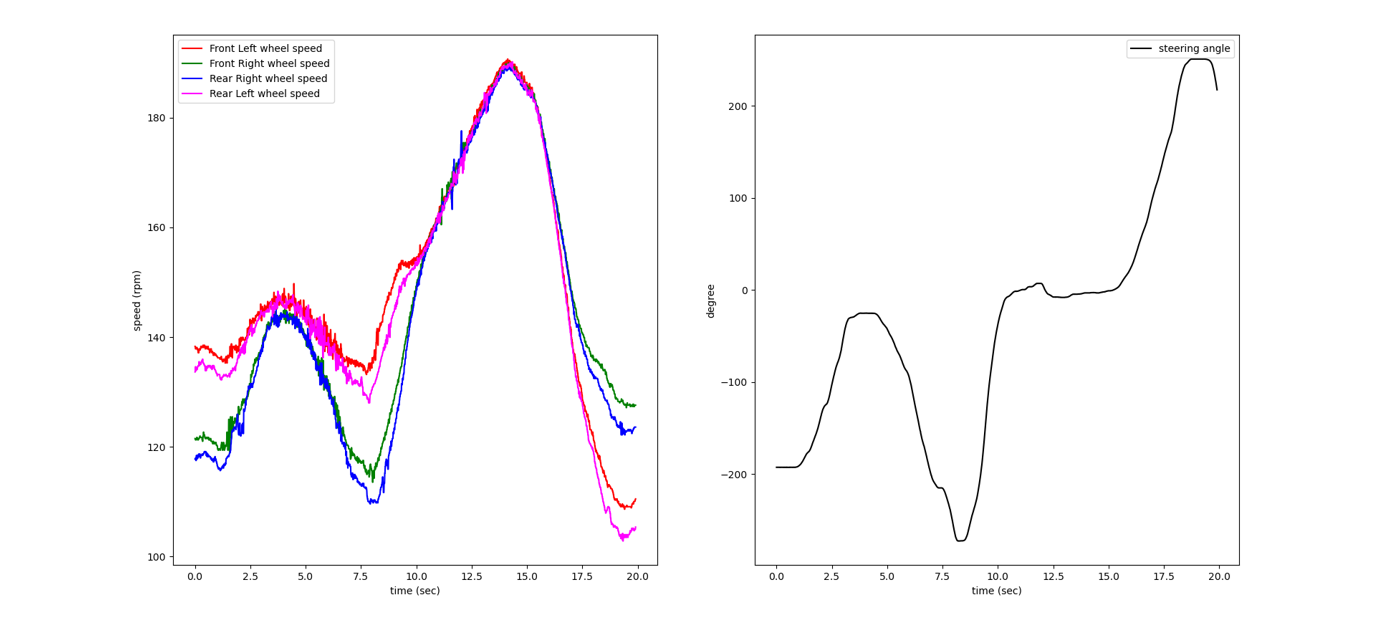 Front Left wheel speed
Front Right wheel speed
Rear Right wheel speed
Rear Left wheel speed
180
160
140
120
100
speed (rpm)
0.0 2.5 5.0 7.5 10.0 12.5 15.0 17.5 20.0
time (sec)
steering angle
200
100
0
−100
−200
degree
0.0 2.5 5.0 7.5 10.0 12.5 15.0 17.5 20.0
time (sec)